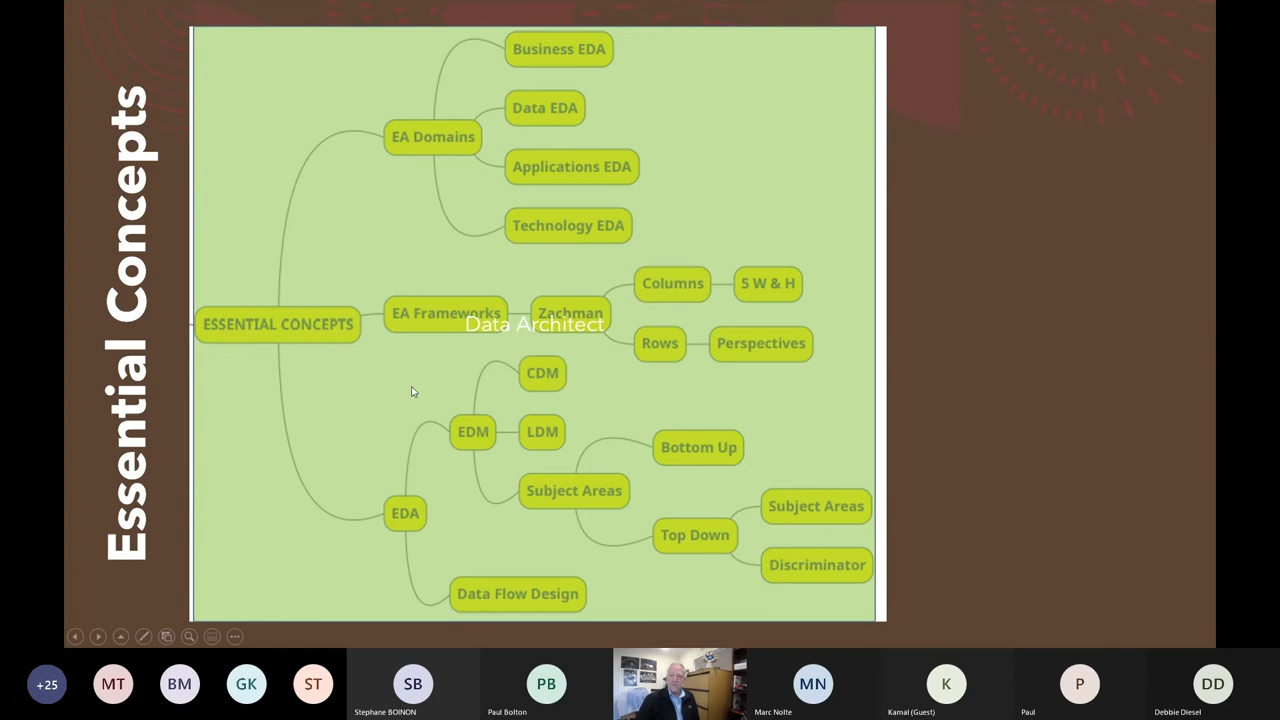 Essential Concepts
Business EDA
Data EDA
EA Domains
Applications EDA
Technology EDA
Columns
5 W & H
EA Frameworks
Zachman
ESSENTIAL CONCEPTS
Data Architect
Rows
Perspectives
CDM
EDM
LDM
Bottom Up
Subject Areas
Subject Areas
EDA
Top Down
Discriminator
Data Flow Design
+25
MT
BM
GK
ST
SB
PB
MN
K
P
DD
Stephane BOINON
Paul Bolton
Marc Nolte
Kamal (Guest)
Paul
Debbie Diesel